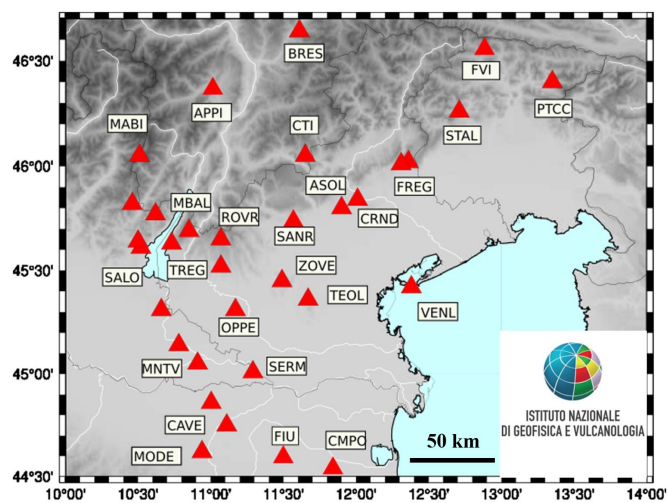 46°30'
46°00'
45°30'
45°00'
44°30'
BRES
FVI
APPI
PTCC
MABI
CTI
STAL
ASOL
FREG
MBAL
ROVR
CRND
SANR
SALO
TREG
ZOVE
TEOL
OPPE
VENL
MNTV
SERM
CAVE
MODE
FIU
CMPO
50 km
ISTITUTO NAZIONALE
DI GEOFISICA E VULCANOLOGIA
10°00' 10°30' 11°00' 11°30' 12°00' 12°30' 13°00' 13°30' 14°00'